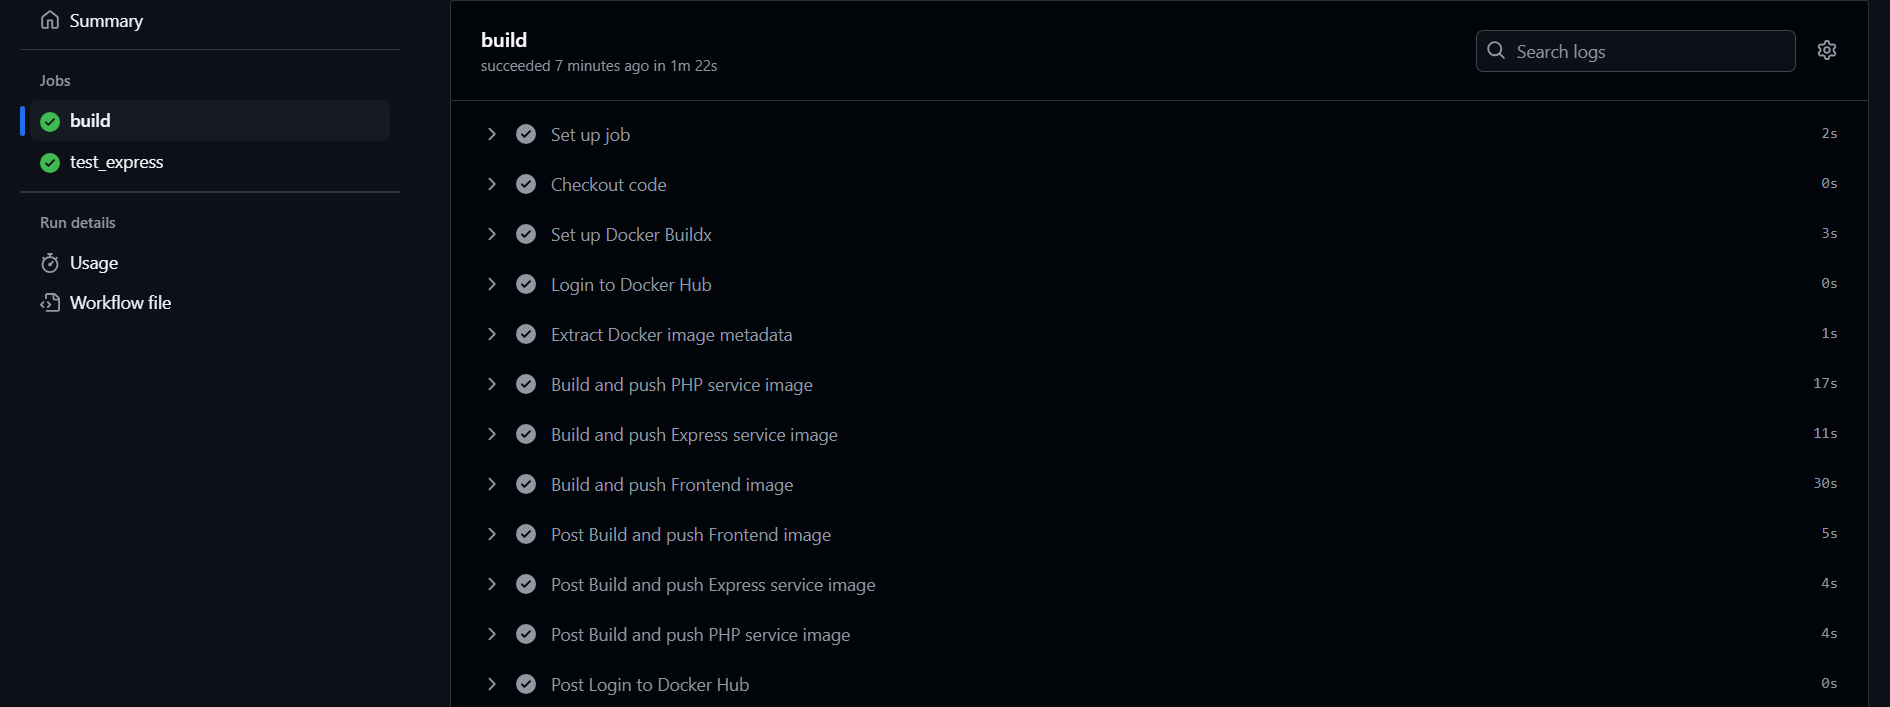 Summary
Jobs
build
test_express
Run details
Usage
Workflow file
build
succeeded 7 minutes ago in 1m 22s
Search logs
Set up job 2s
Checkout code 0s
Set up Docker Buildx 3s
Login to Docker Hub 0s
Extract Docker image metadata 1s
Build and push PHP service image 17s
Build and push Express service image 11s
Build and push Frontend image 30s
Post Build and push Frontend image 5s
Post Build and push Express service image 4s
Post Build and push PHP service image 4s
Post Login to Docker Hub 0s